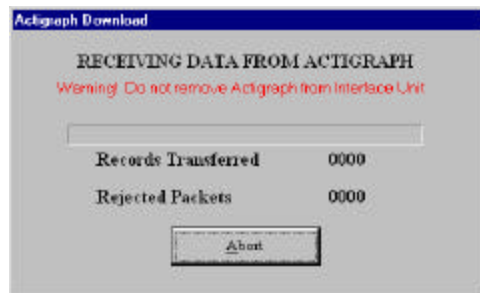 Actigraph Download
RECEIVING DATA FROM ACTIGRAPH
Warning! Do not remove Actigraph from Interface Unit
Records Transferred 0000
Rejected Packets 0000
Abort